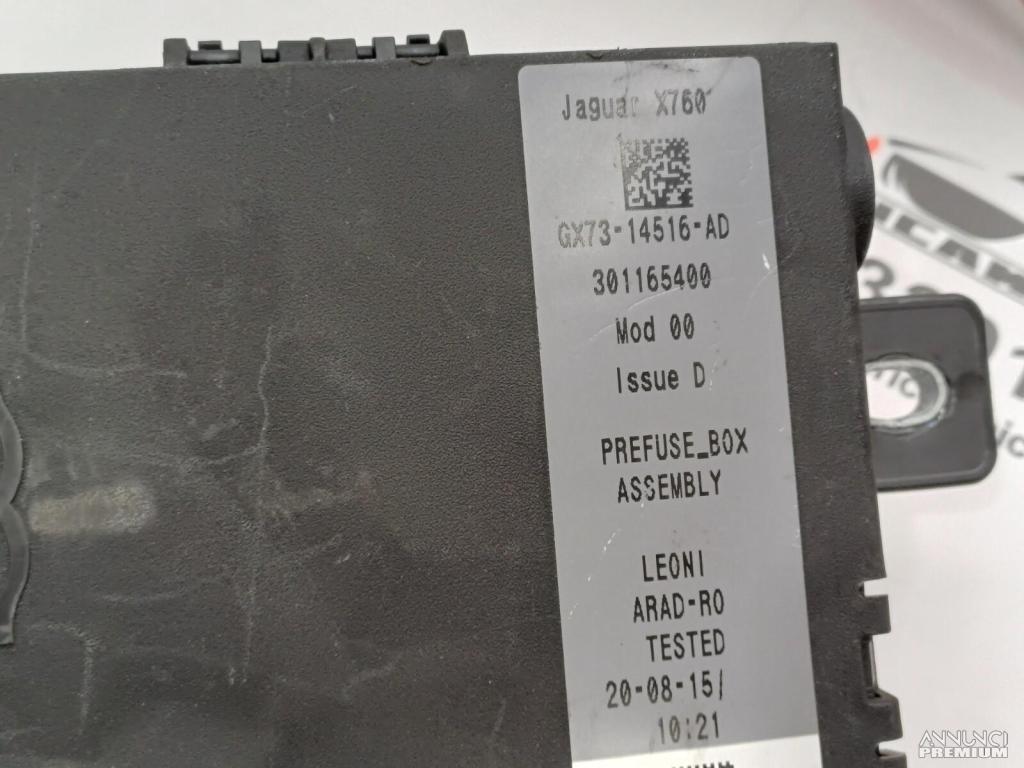 Jaguar X760
GX73-14516-AD
301165400
Mod 00
Issue D
PREFUSE_BOX
ASSEMBLY
LEONI
ARAD-RO
TESTED
20-08-15/
10:21
ANNUNCI
PREMIUM